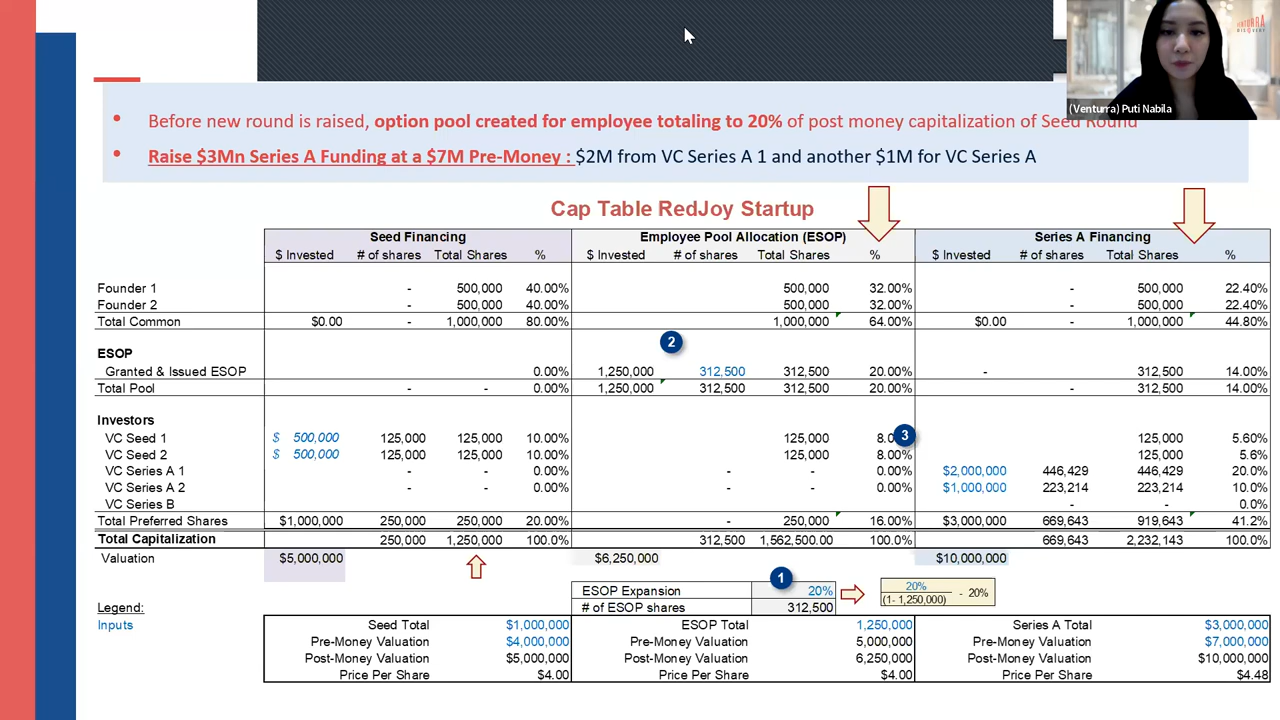 VENTURRA
DISCOVERY
(Venturra) Puti Nabila
• Before new round is raised, option pool created for employee totaling to 20% of post money capitalization of Seed Round
• Raise $3Mn Series A Funding at a $7M Pre-Money : $2M from VC Series A 1 and another $1M for VC Series A
Cap Table RedJoy Startup
Seed Financing Employee Pool Allocation (ESOP) Series A Financing
$ Invested # of shares Total Shares % $ Invested # of shares Total Shares % $ Invested # of shares Total Shares %
Founder 1 - 500,000 40.00% 500,000 32.00% - 500,000 22.40%
Founder 2 - 500,000 40.00% 500,000 32.00% - 500,000 22.40%
Total Common $0.00 - 1,000,000 80.00% 1,000,000 64.00% $0.00 - 1,000,000 44.80%
2
ESOP
Granted & Issued ESOP 0.00% 1,250,000 312,500 312,500 20.00% - 312,500 14.00%
Total Pool - - 0.00% 1,250,000 312,500 312,500 20.00% - 312,500 14.00%
Investors
VC Seed 1 $ 500,000 125,000 125,000 10.00% 125,000 8.0 3 125,000 5.60%
VC Seed 2 $ 500,000 125,000 125,000 10.00% 125,000 8.00% 125,000 5.6%
VC Series A 1 - - 0.00% - - 0.00% $2,000,000 446,429 446,429 20.0%
VC Series A 2 - - 0.00% - - 0.00% $1,000,000 223,214 223,214 10.0%
VC Series B - - 0.0%
Total Preferred Shares $1,000,000 250,000 250,000 20.00% - 250,000 16.00% $3,000,000 669,643 919,643 41.2%
Total Capitalization 250,000 1,250,000 100.0% 312,500 1,562,500.00 100.0% 669,643 2,232,143 100.0%
Valuation $5,000,000 $6,250,000 $10,000,000
1
ESOP Expansion 20%
# of ESOP shares 312,500
20%
(1- 1,250,000) - 20%
Legend:
Inputs
Seed Total $1,000,000 ESOP Total 1,250,000 Series A Total $3,000,000
Pre-Money Valuation $4,000,000 Pre-Money Valuation 5,000,000 Pre-Money Valuation $7,000,000
Post-Money Valuation $5,000,000 Post-Money Valuation 6,250,000 Post-Money Valuation $10,000,000
Price Per Share $4.00 Price Per Share $4.00 Price Per Share $4.48